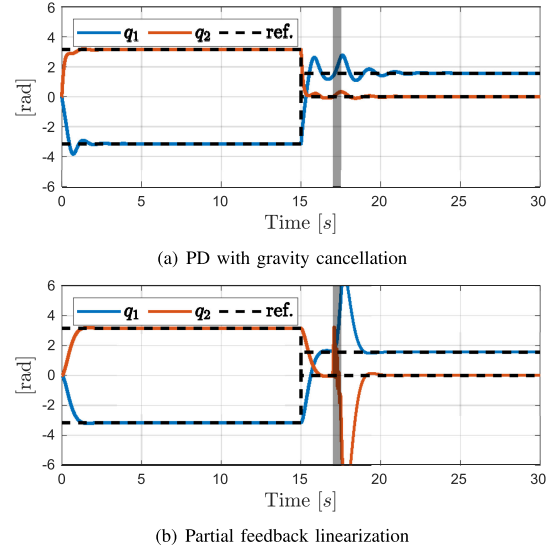 q₁ q₂ ref.
6
4
2
0
-2
-4
-6
[rad]
0 5 10 15 20 25 30
Time [s]
(a) PD with gravity cancellation
q₁ q₂ ref.
6
4
2
0
-2
-4
-6
[rad]
0 5 10 15 20 25 30
Time [s]
(b) Partial feedback linearization